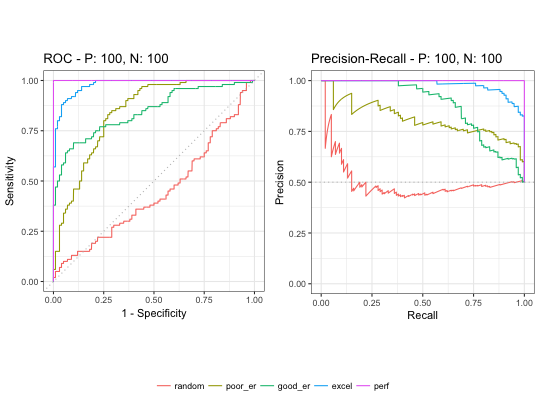 ROC - P: 100, N: 100
1.00
0.75
0.50
0.25
0.00
Sensitivity
0.00 0.25 0.50 0.75 1.00
1 - Specificity
Precision-Recall - P: 100, N: 100
1.00
0.75
0.50
0.25
0.00
Precision
0.00 0.25 0.50 0.75 1.00
Recall
random poor_er good_er excel perf